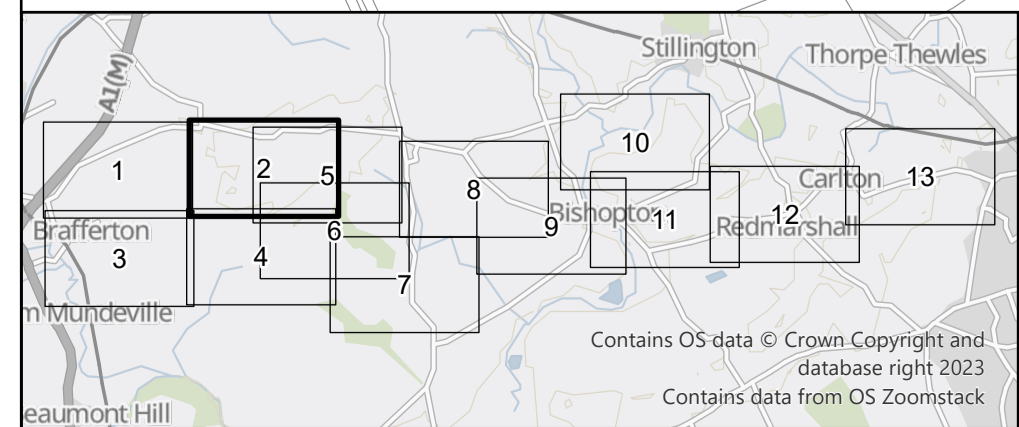 Stillington
Thorpe Thewles
A1(M)
10
1
2
5
13
Carlton
8
Bishopton
11
12
Redmarshall
9
Brafferton
6
3
4
7
m Mundeville
Contains OS data © Crown Copyright and
database right 2023
Contains data from OS Zoomstack
eaumont Hill